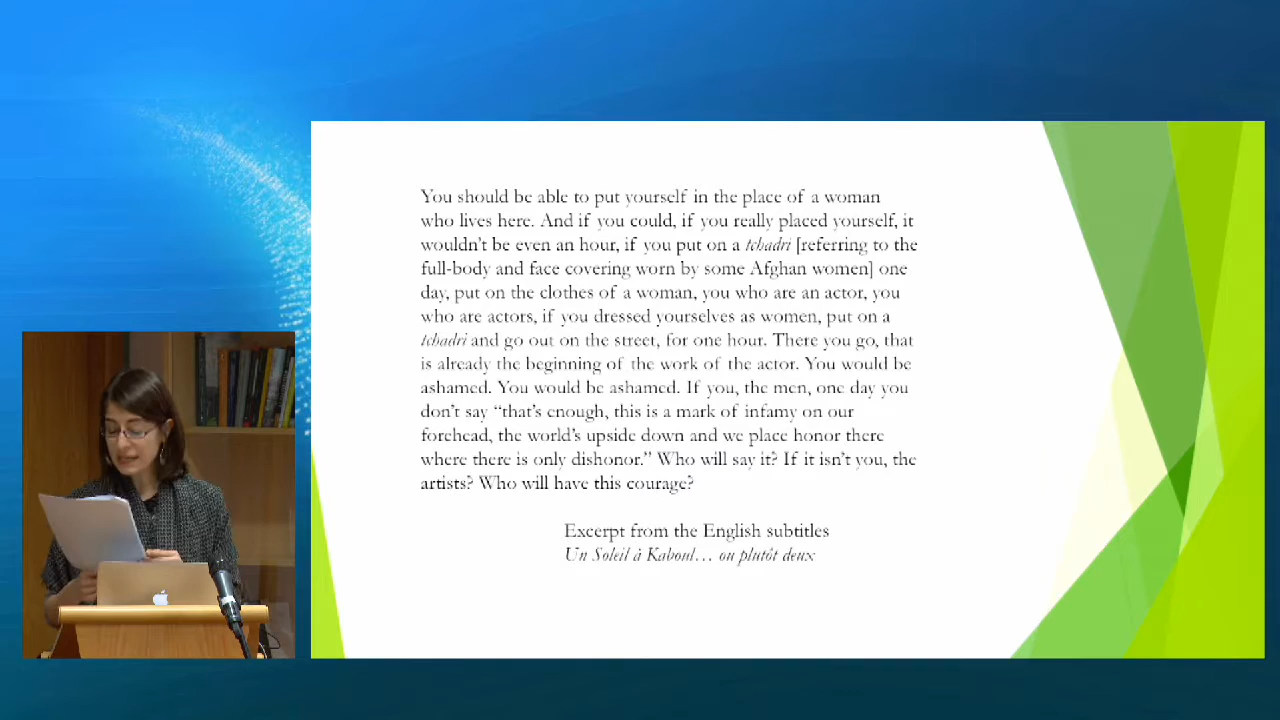 You should be able to put yourself in the place of a woman
who lives here. And if you could, if you really placed yourself, it
wouldn't be even an hour, if you put on a tchadri [referring to the
full-body and face covering worn by some Afghan women] one
day, put on the clothes of a woman, you who are an actor, you
who are actors, if you dressed yourselves as women, put on a
tchadri and go out on the street, for one hour. There you go, that
is already the beginning of the work of the actor. You would be
ashamed. You would be ashamed. If you, the men, one day you
don't say “that's enough, this is a mark of infamy on our
forehead, the world's upside down and we place honor there
where there is only dishonor.” Who will say it? If it isn't you, the
artists? Who will have this courage?
Excerpt from the English subtitles
Un Soleil à Kaboul… ou plutôt deux